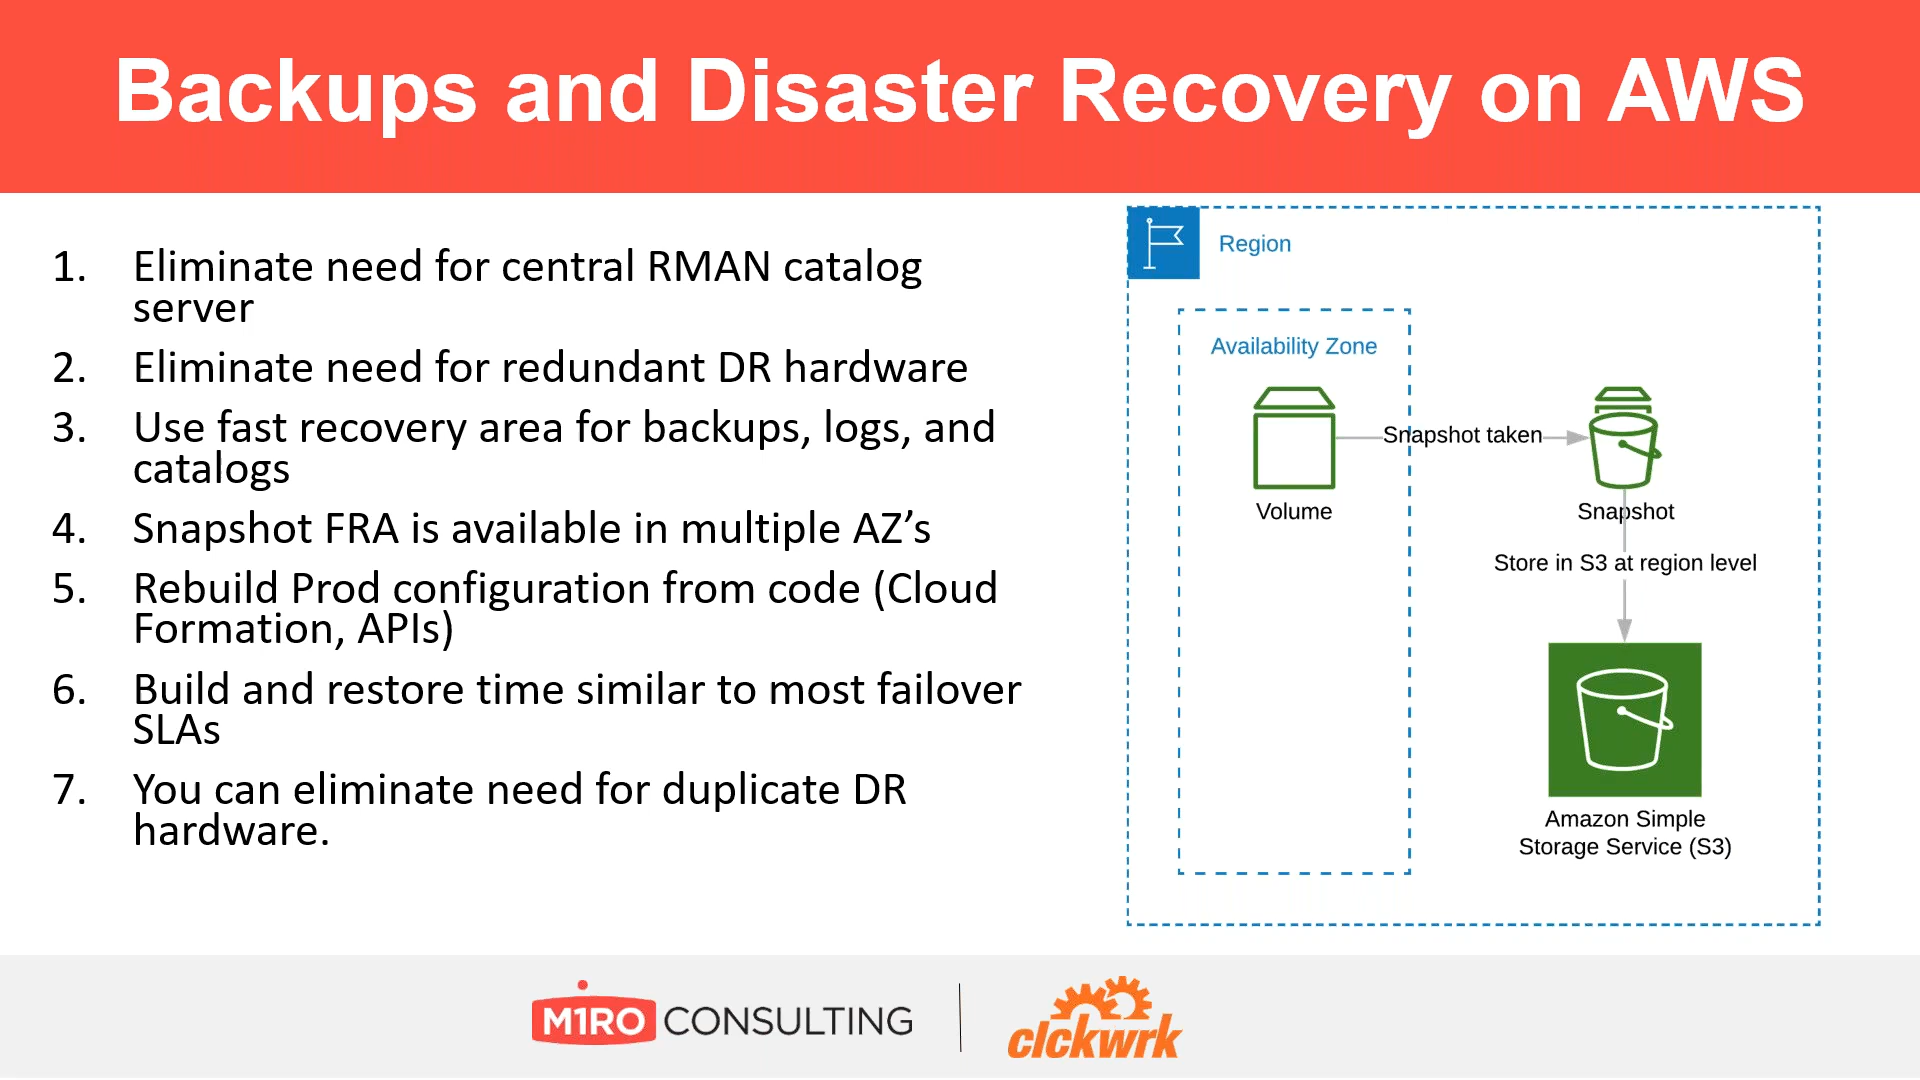 Backups and Disaster Recovery on AWS
1. Eliminate need for central RMAN catalog
server
2. Eliminate need for redundant DR hardware
3. Use fast recovery area for backups, logs, and
catalogs
4. Snapshot FRA is available in multiple AZ’s
5. Rebuild Prod configuration from code (Cloud
Formation, APIs)
6. Build and restore time similar to most failover
SLAs
7. You can eliminate need for duplicate DR
hardware.
Region
Availability Zone
Snapshot taken
Volume
Snapshot
Store in S3 at region level
Amazon Simple
Storage Service (S3)
M1RO CONSULTING
clckwrk